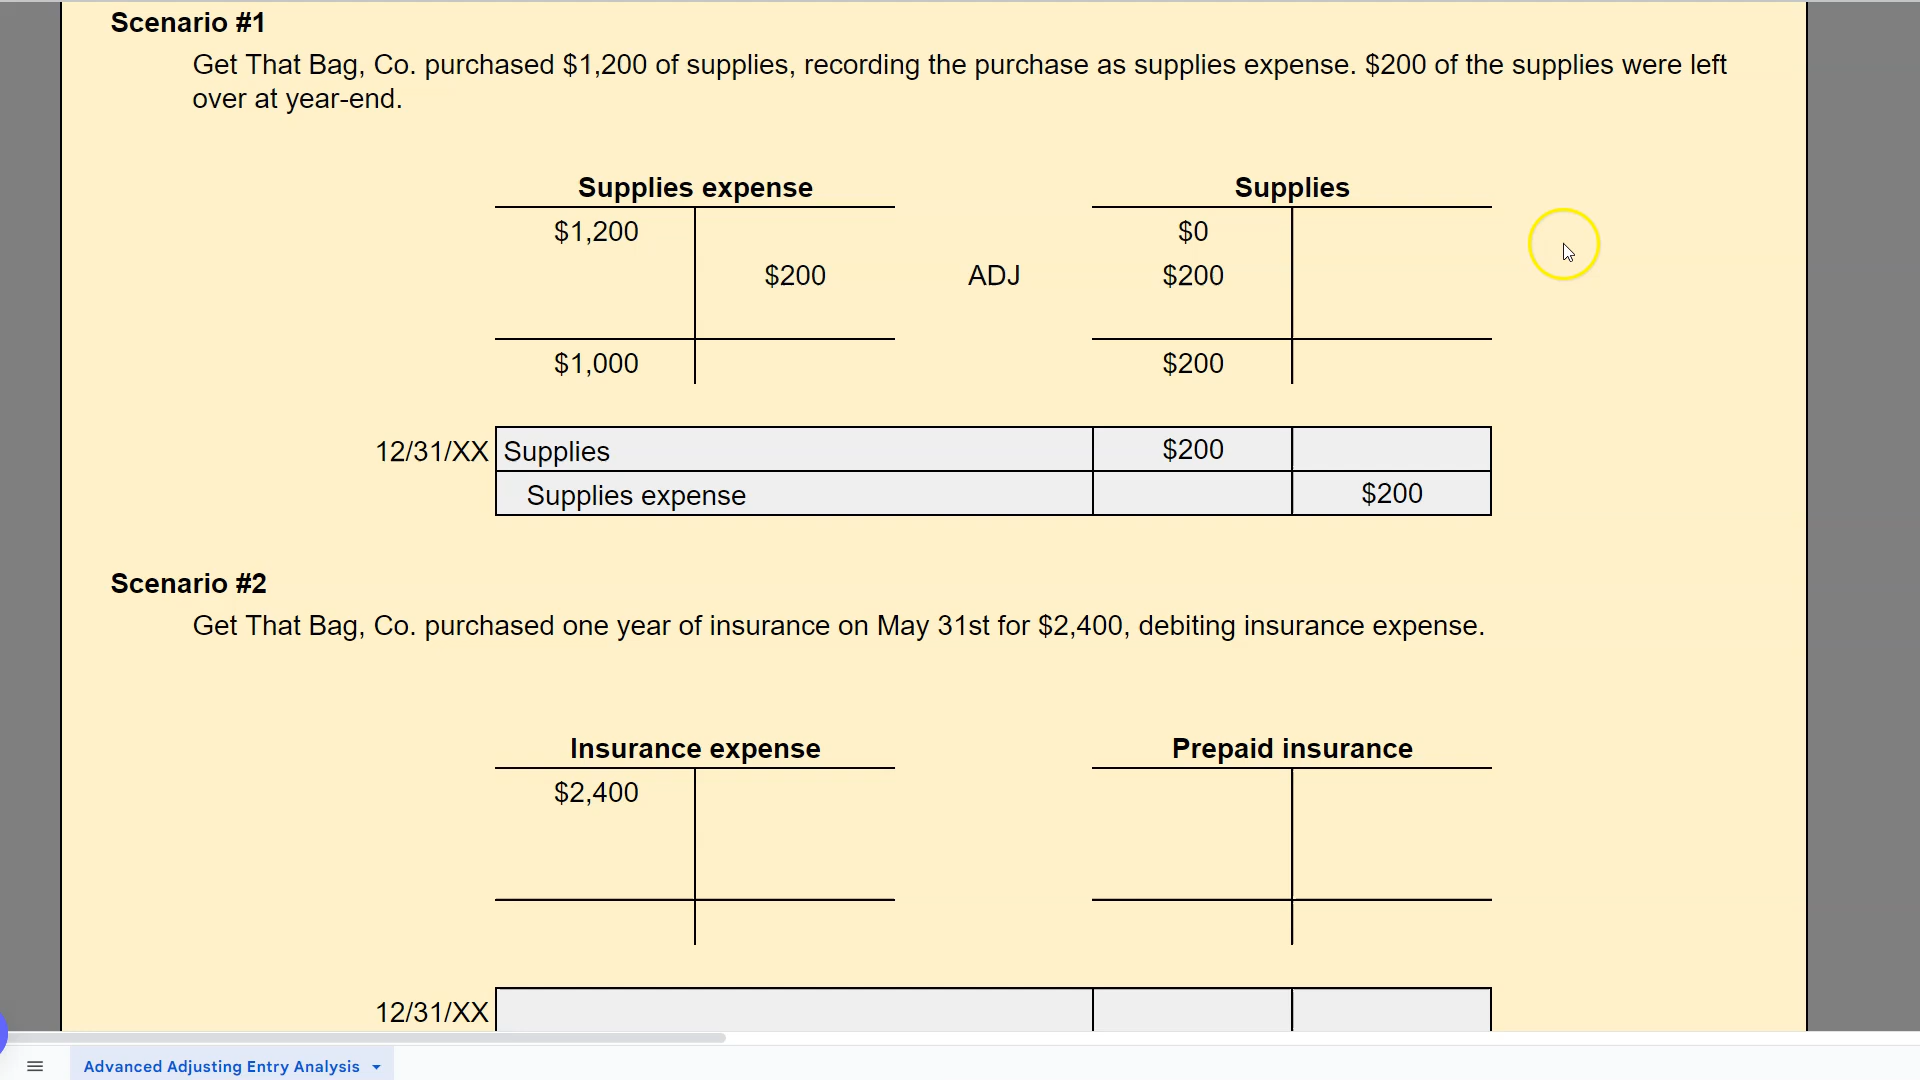 Scenario #1
Get That Bag, Co. purchased $1,200 of supplies, recording the purchase as supplies expense. $200 of the supplies were left
over at year-end.
Supplies expense Supplies
$1,200 $0
$200 ADJ $200
$1,000 $200
12/31/XX Supplies $200
Supplies expense $200
Scenario #2
Get That Bag, Co. purchased one year of insurance on May 31st for $2,400, debiting insurance expense.
Insurance expense Prepaid insurance
$2,400
12/31/XX
Advanced Adjusting Entry Analysis